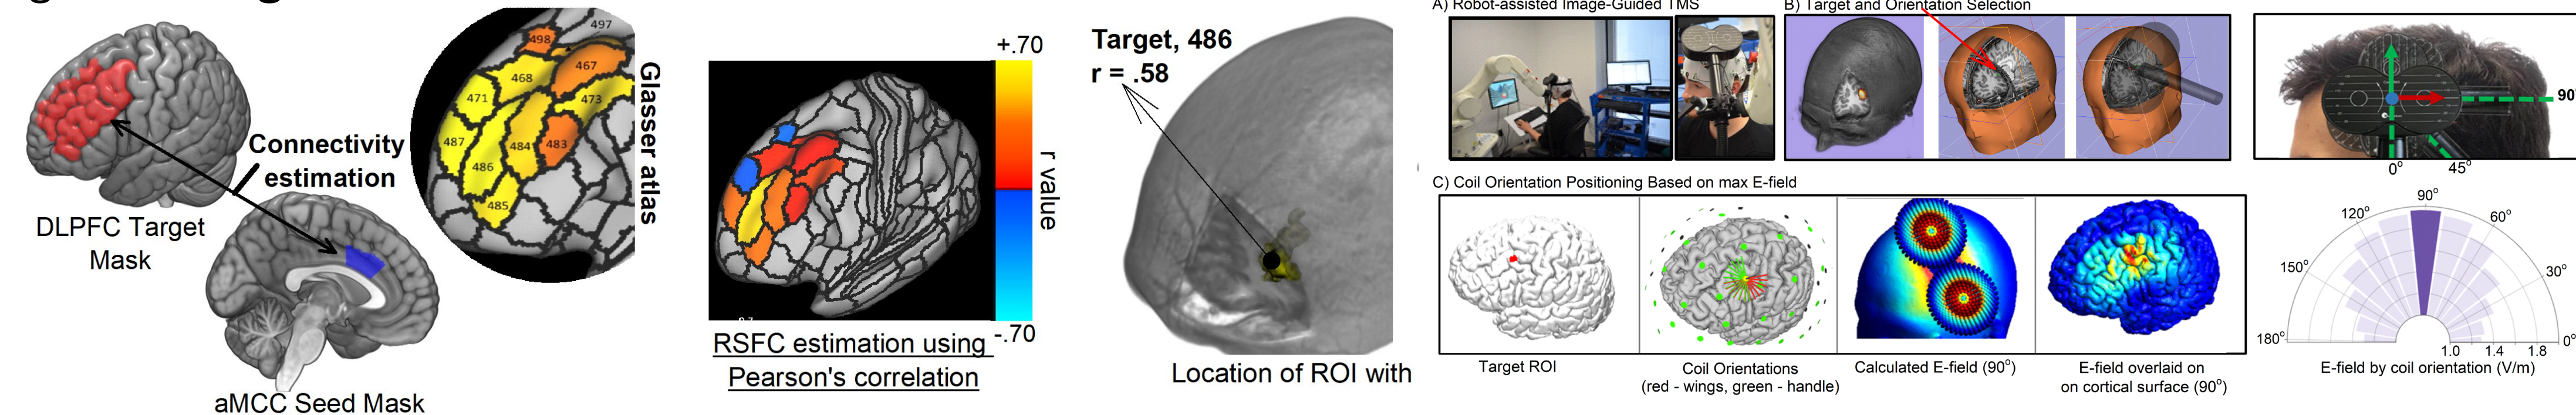 DLPFC Target
Mask
Connectivity
estimation
aMCC Seed Mask
497
498
467
468
471
473
487
484
483
486
485
Glasser atlas
+.70
r value
-.70
RSFC estimation using
Pearson's correlation
Target, 486
r = .58
Location of ROI with
A) Robot-assisted Image-Guided TMS
B) Target and Orientation Selection
90°
0°
45°
C) Coil Orientation Positioning Based on max E-field
Target ROI
Coil Orientations
(red - wings, green - handle)
Calculated E-field (90°)
E-field overlaid on
on cortical surface (90°)
90°
120°
60°
150°
30°
180°
0°
1.0 1.4 1.8
E-field by coil orientation (V/m)